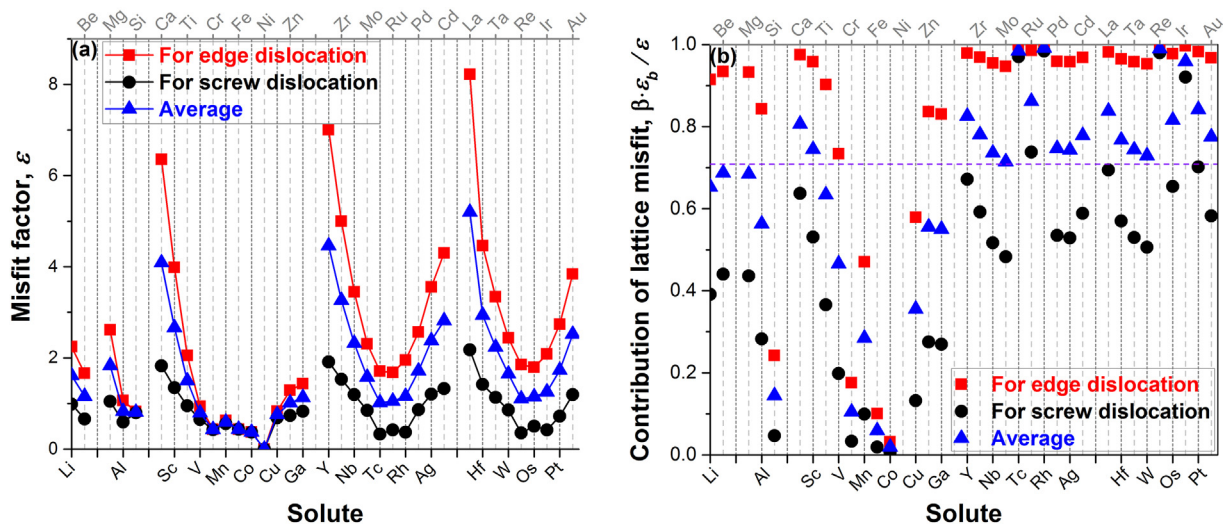 Be Mg Si Ca Ti Cr Fe Ni Zn Zr Mo Ru Pd Cd La Ta Re Ir Au
(a)
For edge dislocation
For screw dislocation
Average
Misfit factor, ε
8
6
4
2
0
Li Al Sc V Mn Co Cu Ga Y Nb Tc Rh Ag Hf W Os Pt
Solute
Be Mg Si Ca Ti Cr Fe Ni Zn Zr Mo Ru Pd Cd La Ta Re Ir Au
(b)
Contribution of lattice misfit, β·ε_b / ε
1.0
0.8
0.6
0.4
0.2
0.0
For edge dislocation
For screw dislocation
Average
Li Al Sc V Mn Co Cu Ga Y Nb Tc Rh Ag Hf W Os Pt
Solute